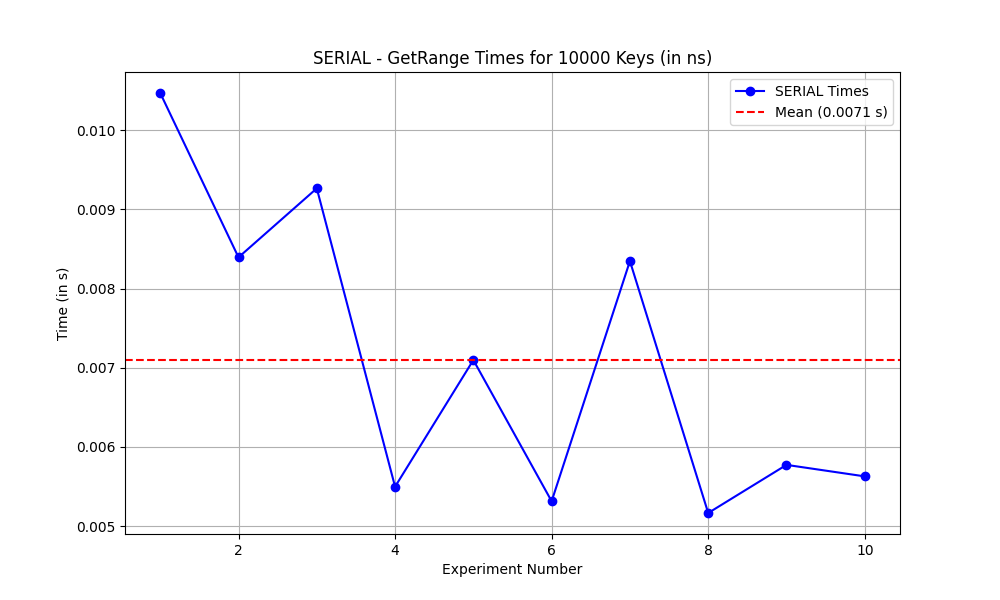 SERIAL - GetRange Times for 10000 Keys (in ns)
SERIAL Times
Mean (0.0071 s)
Time (in s)
0.010
0.009
0.008
0.007
0.006
0.005
2
4
6
8
10
Experiment Number